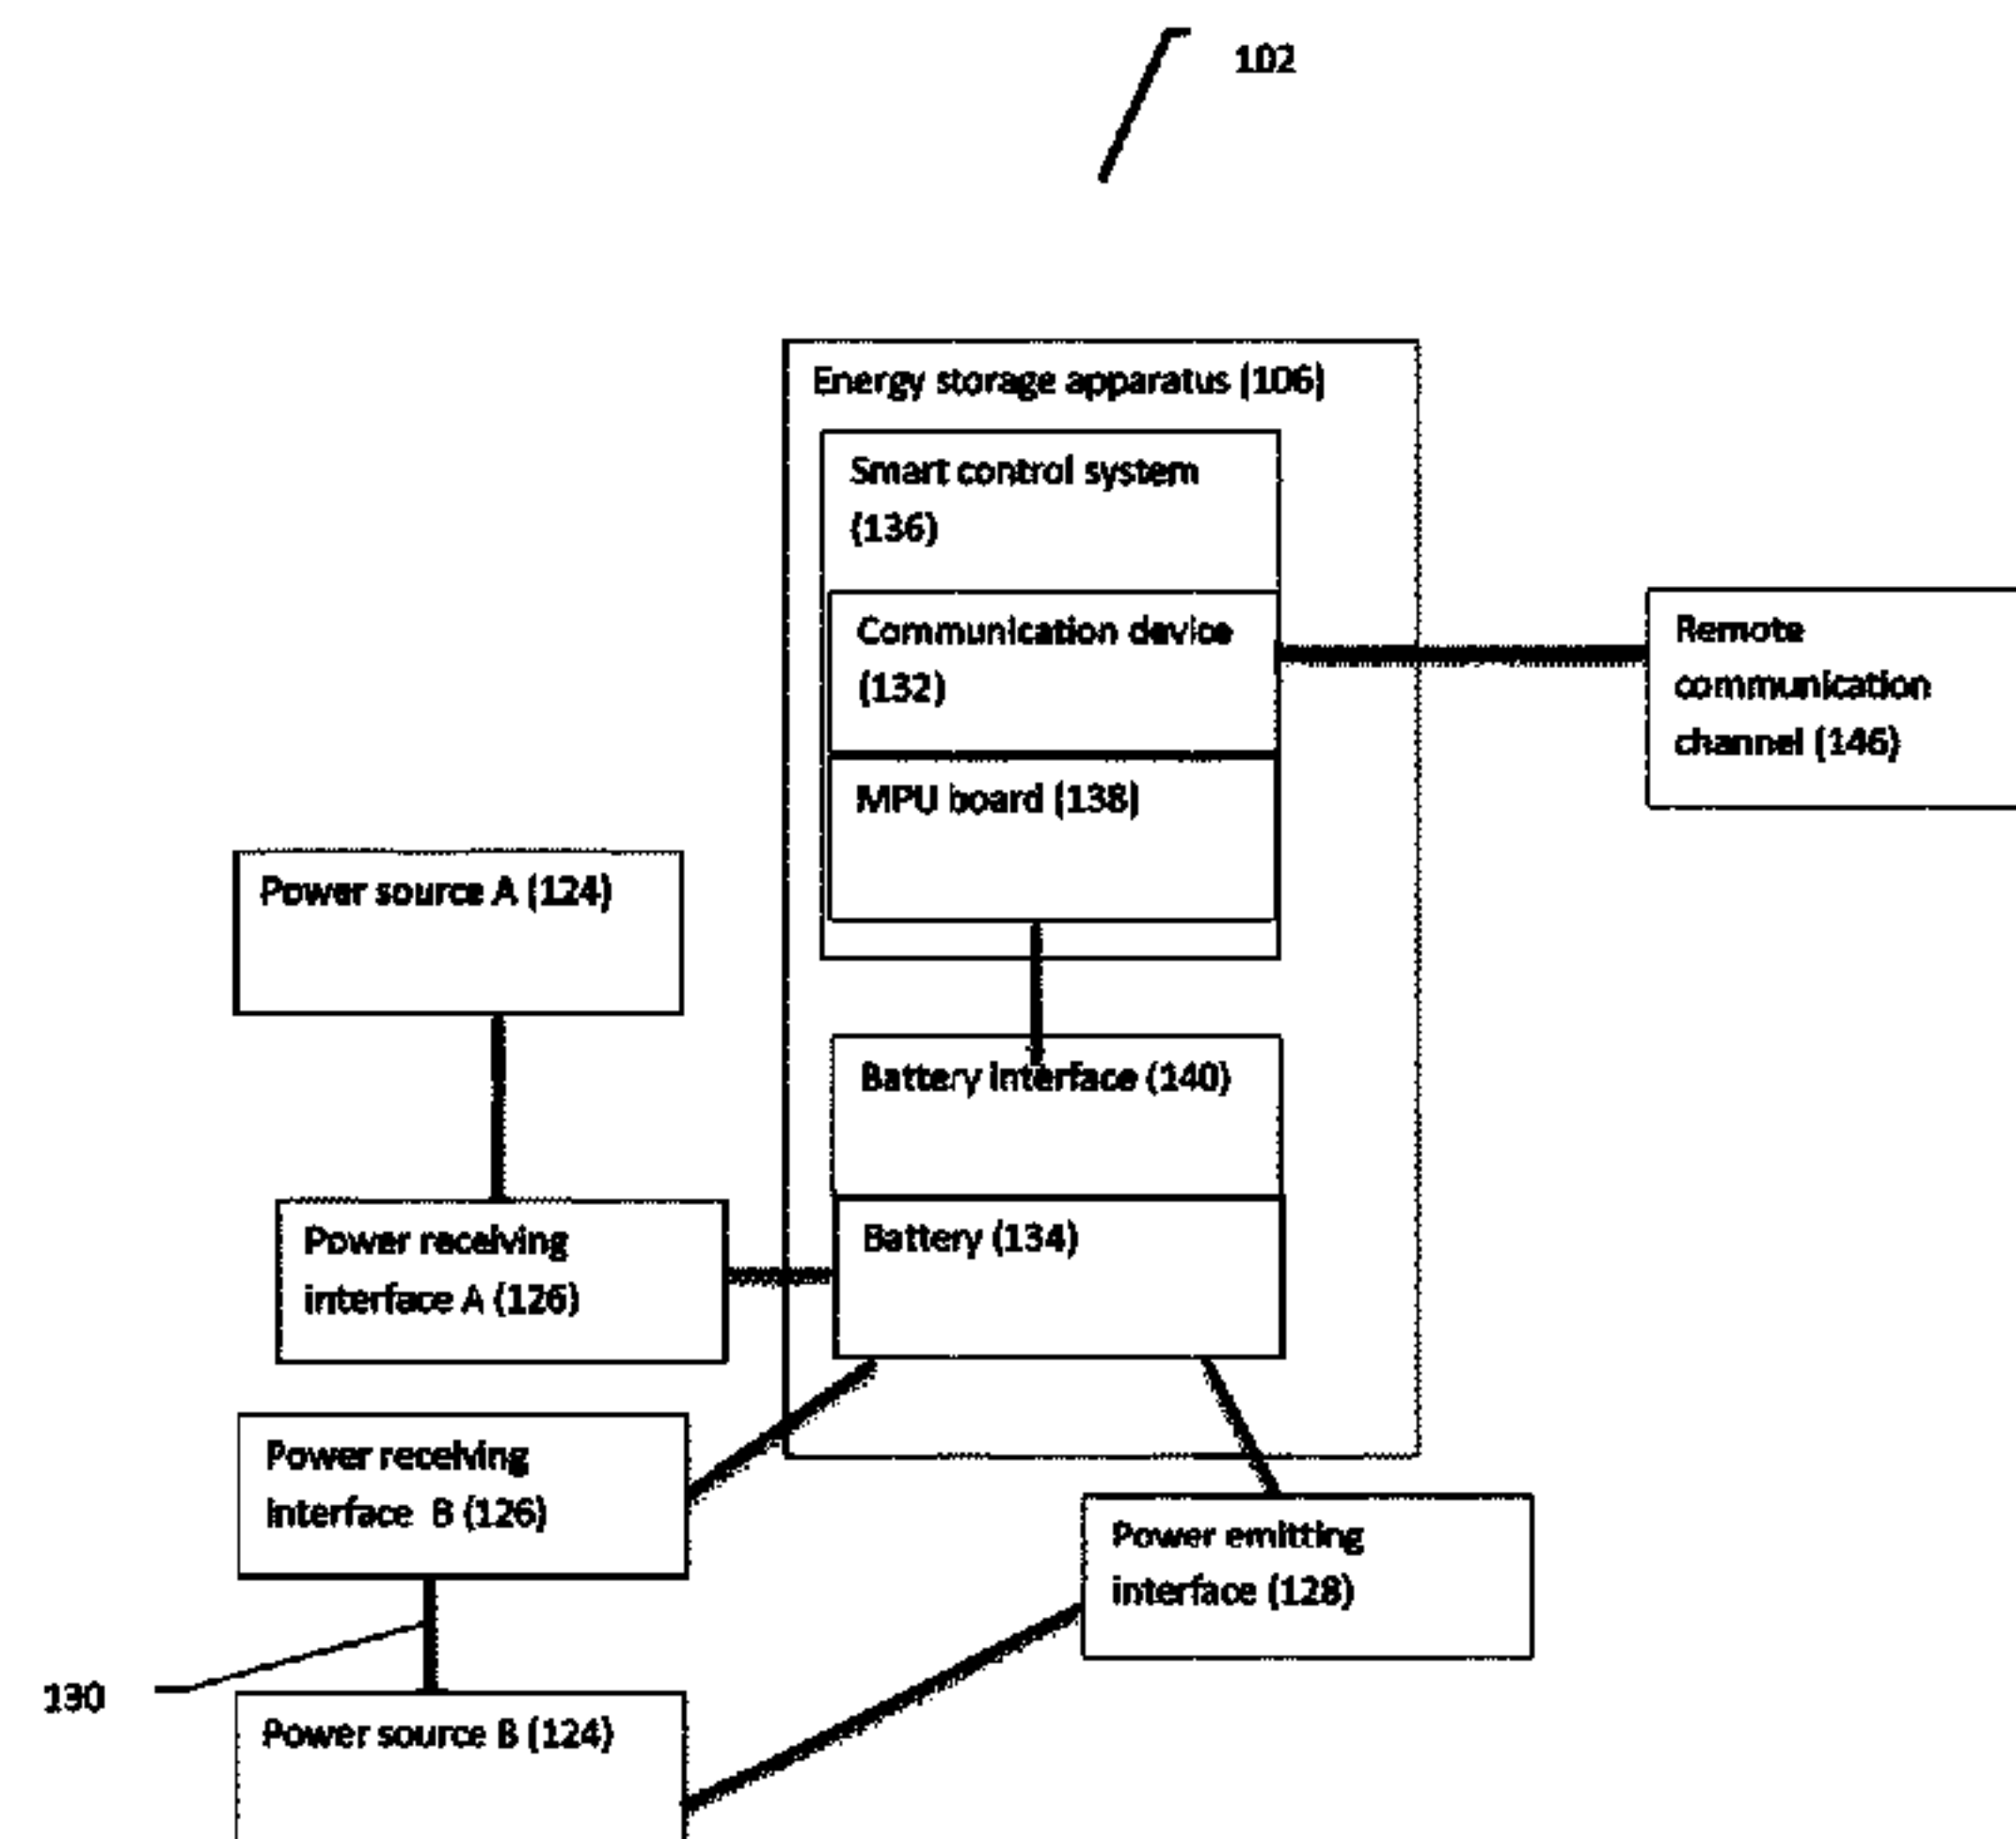 102
Energy storage apparatus (106)
Smart control system
(136)
Communication device
(132)
MPU board (138)
Remote
communication
channel (146)
Power source A (124)
Battery interface (140)
Battery (134)
Power receiving
interface A (126)
Power receiving
interface B (126)
Power emitting
interface (128)
130
Power source B (124)